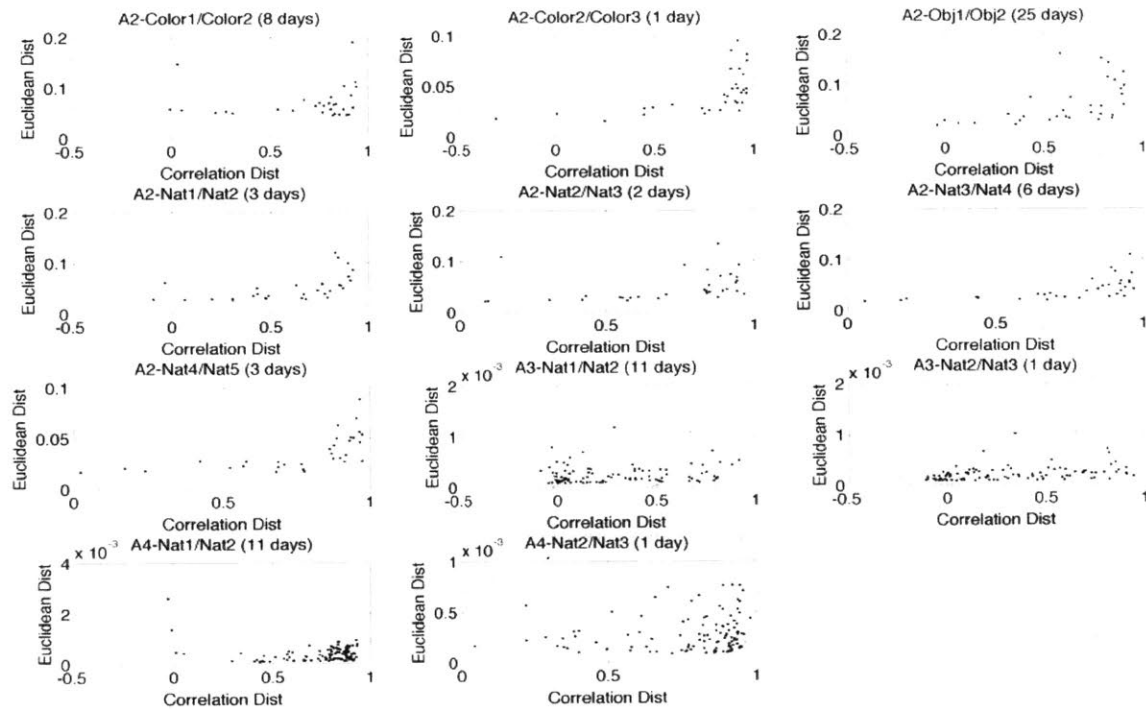 A2-Color1/Color2 (8 days)
0.2
0.1
0
-0.5
0
0.5
1
Euclidean Dist
Correlation Dist
A2-Color2/Color3 (1 day)
0.1
0.05
0
-0.5
0
0.5
1
Euclidean Dist
Correlation Dist
A2-Obj1/Obj2 (25 days)
0.2
0.1
0
-0.5
0
0.5
1
Euclidean Dist
Correlation Dist
A2-Nat1/Nat2 (3 days)
0.2
0.1
0
-0.5
0
0.5
1
Euclidean Dist
Correlation Dist
A2-Nat2/Nat3 (2 days)
0.2
0.1
0
0
0.5
1
Euclidean Dist
Correlation Dist
A2-Nat3/Nat4 (6 days)
0.2
0.1
0
0
0.5
1
Euclidean Dist
Correlation Dist
A2-Nat4/Nat5 (3 days)
0.1
0.05
0
0
0.5
1
Euclidean Dist
Correlation Dist
x 10⁻³
A3-Nat1/Nat2 (11 days)
2
1
0
-0.5
0
0.5
1
Euclidean Dist
Correlation Dist
x 10⁻³
A3-Nat2/Nat3 (1 day)
2
1
0
-0.5
0
0.5
1
Euclidean Dist
Correlation Dist
x 10⁻³
A4-Nat1/Nat2 (11 days)
4
2
0
-0.5
0
0.5
1
Euclidean Dist
Correlation Dist
x 10⁻³
A4-Nat2/Nat3 (1 day)
1
0.5
0
0
0.5
1
Euclidean Dist
Correlation Dist